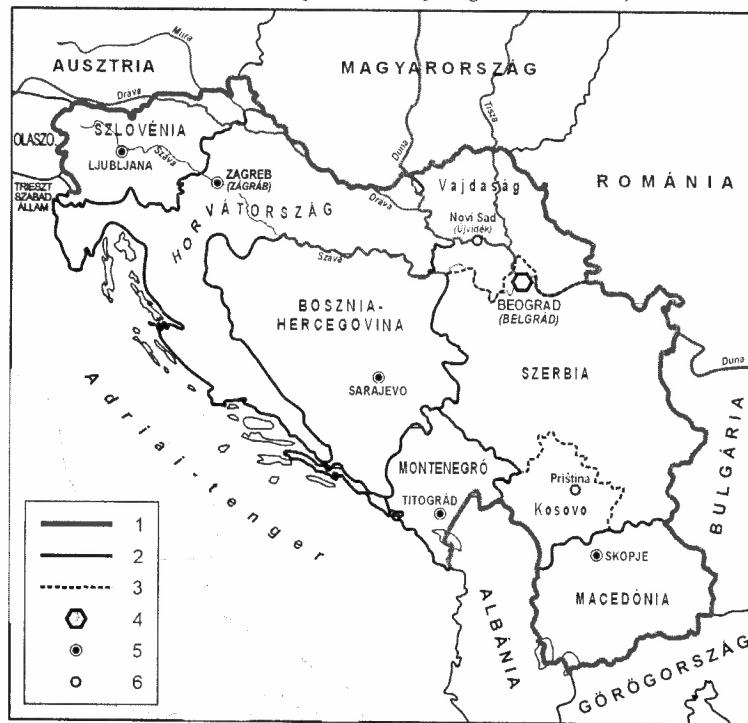 AUSZTRIA
Mura
MAGYARORSZÁG
Dráva
Tisza
OLASZO.
SZLOVÉNIA
LJUBLJANA
Száva
Duna
ZAGREB
(ZÁGRÁB)
Vajdaság
ROMÁNIA
TRIESZT
SZABAD
ÁLLAM
HORVÁTORSZÁG
Dráva
Novi Sad
(Újvidék)
Száva
BEOGRAD
(BELGRÁD)
BOSZNIA-
HERCEGOVINA
SZERBIA
Duna
SARAJEVO
Adriai-tenger
MONTENEGRÓ
Priština
Kosovo
BULGÁRIA
TITOGRÁD
SKOPJE
MACEDÓNIA
ALBÁNIA
GÖRÖGORSZÁG
1
2
3
4
5
6